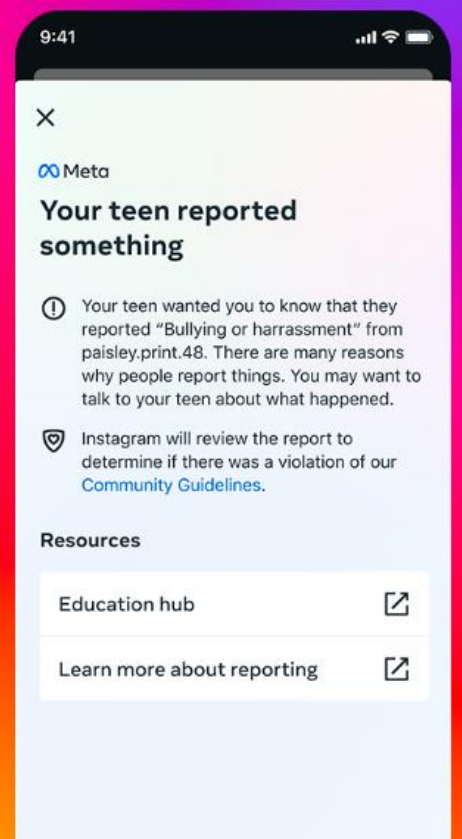 9:41
Meta
Your teen reported
something
Your teen wanted you to know that they
reported “Bullying or harrassment” from
paisley.print.48. There are many reasons
why people report things. You may want to
talk to your teen about what happened.
Instagram will review the report to
determine if there was a violation of our
Community Guidelines.
Resources
Education hub
Learn more about reporting